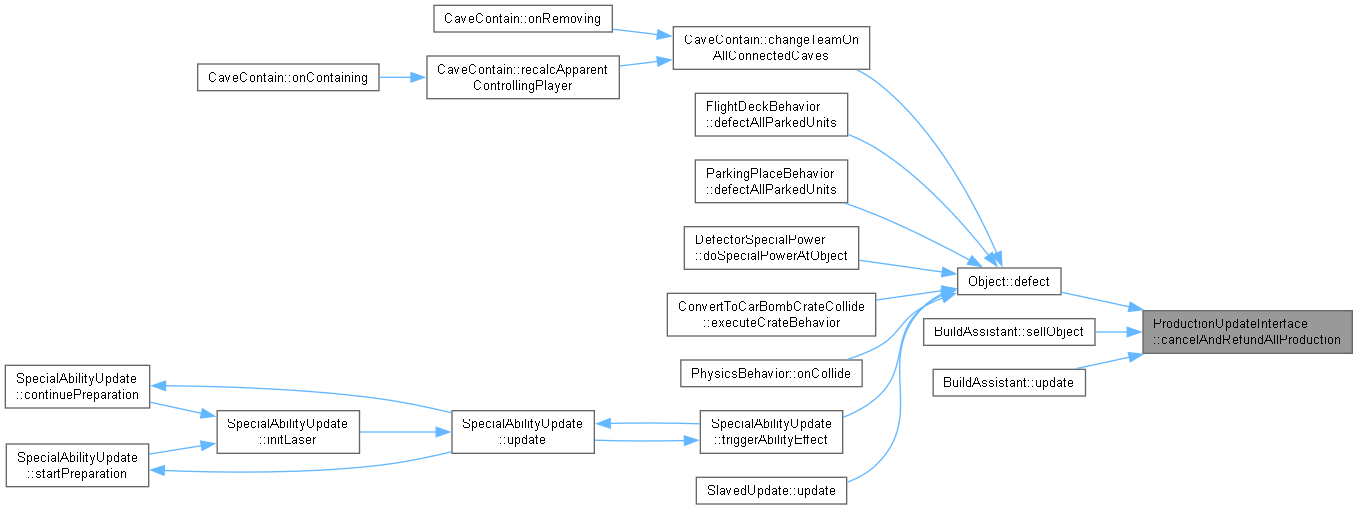 CaveContain::onRemoving
CaveContain::changeTeamOn
AllConnectedCaves
CaveContain::onContaining
CaveContain::recalcApparent
ControllingPlayer
FlightDeckBehavior
::defectAllParkedUnits
ParkingPlaceBehavior
::defectAllParkedUnits
DefectorSpecialPower
::doSpecialPowerAtObject
Object::defect
ConvertToCarBombCrateCollide
::executeCrateBehavior
BuildAssistant::sellObject
ProductionUpdateInterface
::cancelAndRefundAllProduction
PhysicsBehavior::onCollide
BuildAssistant::update
SpecialAbilityUpdate
::continuePreparation
SpecialAbilityUpdate
::initLaser
SpecialAbilityUpdate
::update
SpecialAbilityUpdate
::triggerAbilityEffect
SpecialAbilityUpdate
::startPreparation
SlavedUpdate::update